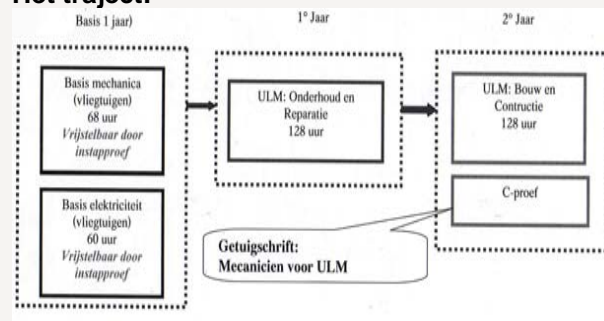 Het traject:
Basis 1 jaar)
1° Jaar
2° Jaar
Basis mechanica
(vliegtuigen)
68 uur
Vrijstelbaar door
instapproef
Basis elektriciteit
(vliegtuigen)
60 uur
Vrijstelbaar door
instapproef
ULM: Onderhoud en
Reparatie
128 uur
ULM: Bouw en
Contructie
128 uur
C-proef
Getuigschrift:
Mecanicien voor ULM